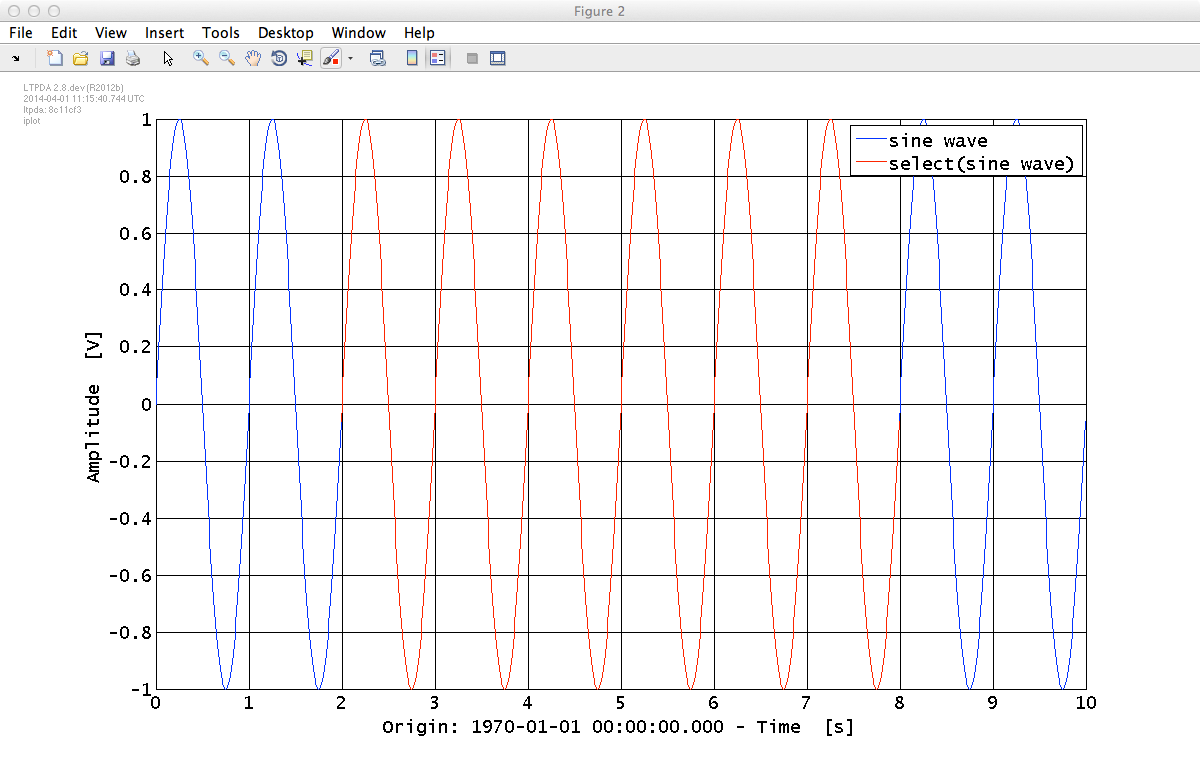 Figure 2
File Edit View Insert Tools Desktop Window Help
LTPDA 2.8.dev (R2012b)
2014-04-01 11:15:40.744 UTC
ltpda: 8c11cf3
iplot
sine wave
select(sine wave)
1
0.8
0.6
0.4
0.2
0
-0.2
-0.4
-0.6
-0.8
-1
Amplitude [V]
0 1 2 3 4 5 6 7 8 9 10
Origin: 1970-01-01 00:00:00.000 - Time [s]